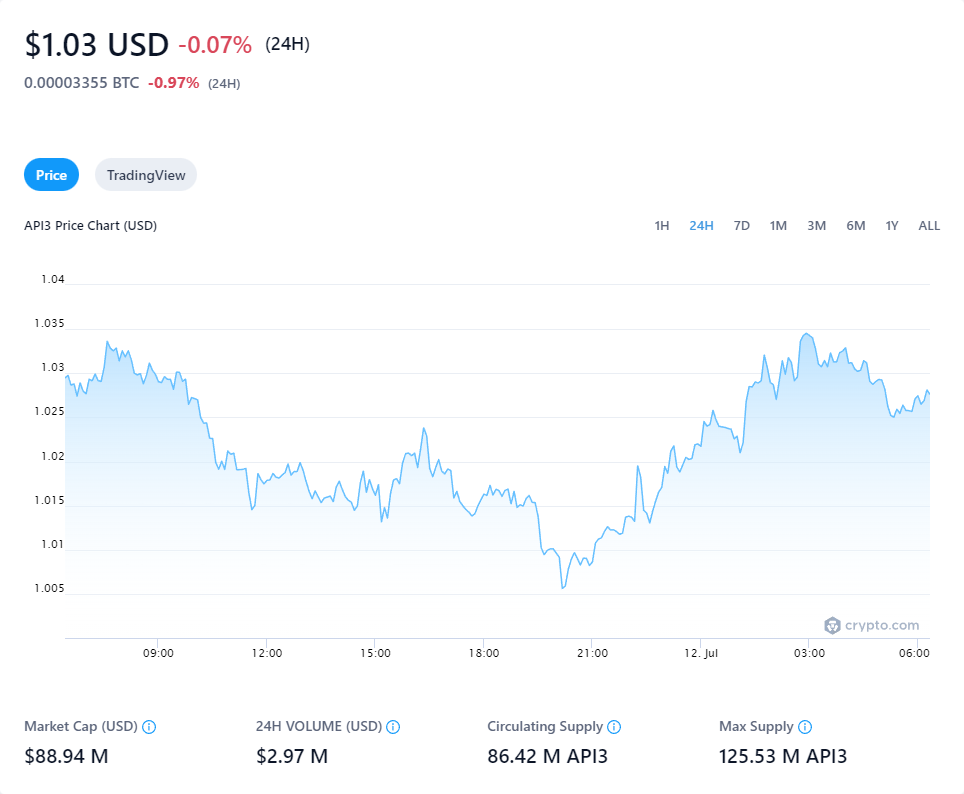 $1.03 USD -0.07% (24H)
0.00003355 BTC -0.97% (24H)
Price TradingView
API3 Price Chart (USD) 1H 24H 7D 1M 3M 6M 1Y ALL
1.04
1.035
1.03
1.025
1.02
1.015
1.01
1.005
crypto.com
09:00 12:00 15:00 18:00 21:00 12. Jul 03:00 06:00
Market Cap (USD) 24H VOLUME (USD) Circulating Supply Max Supply
$88.94 M $2.97 M 86.42 M API3 125.53 M API3